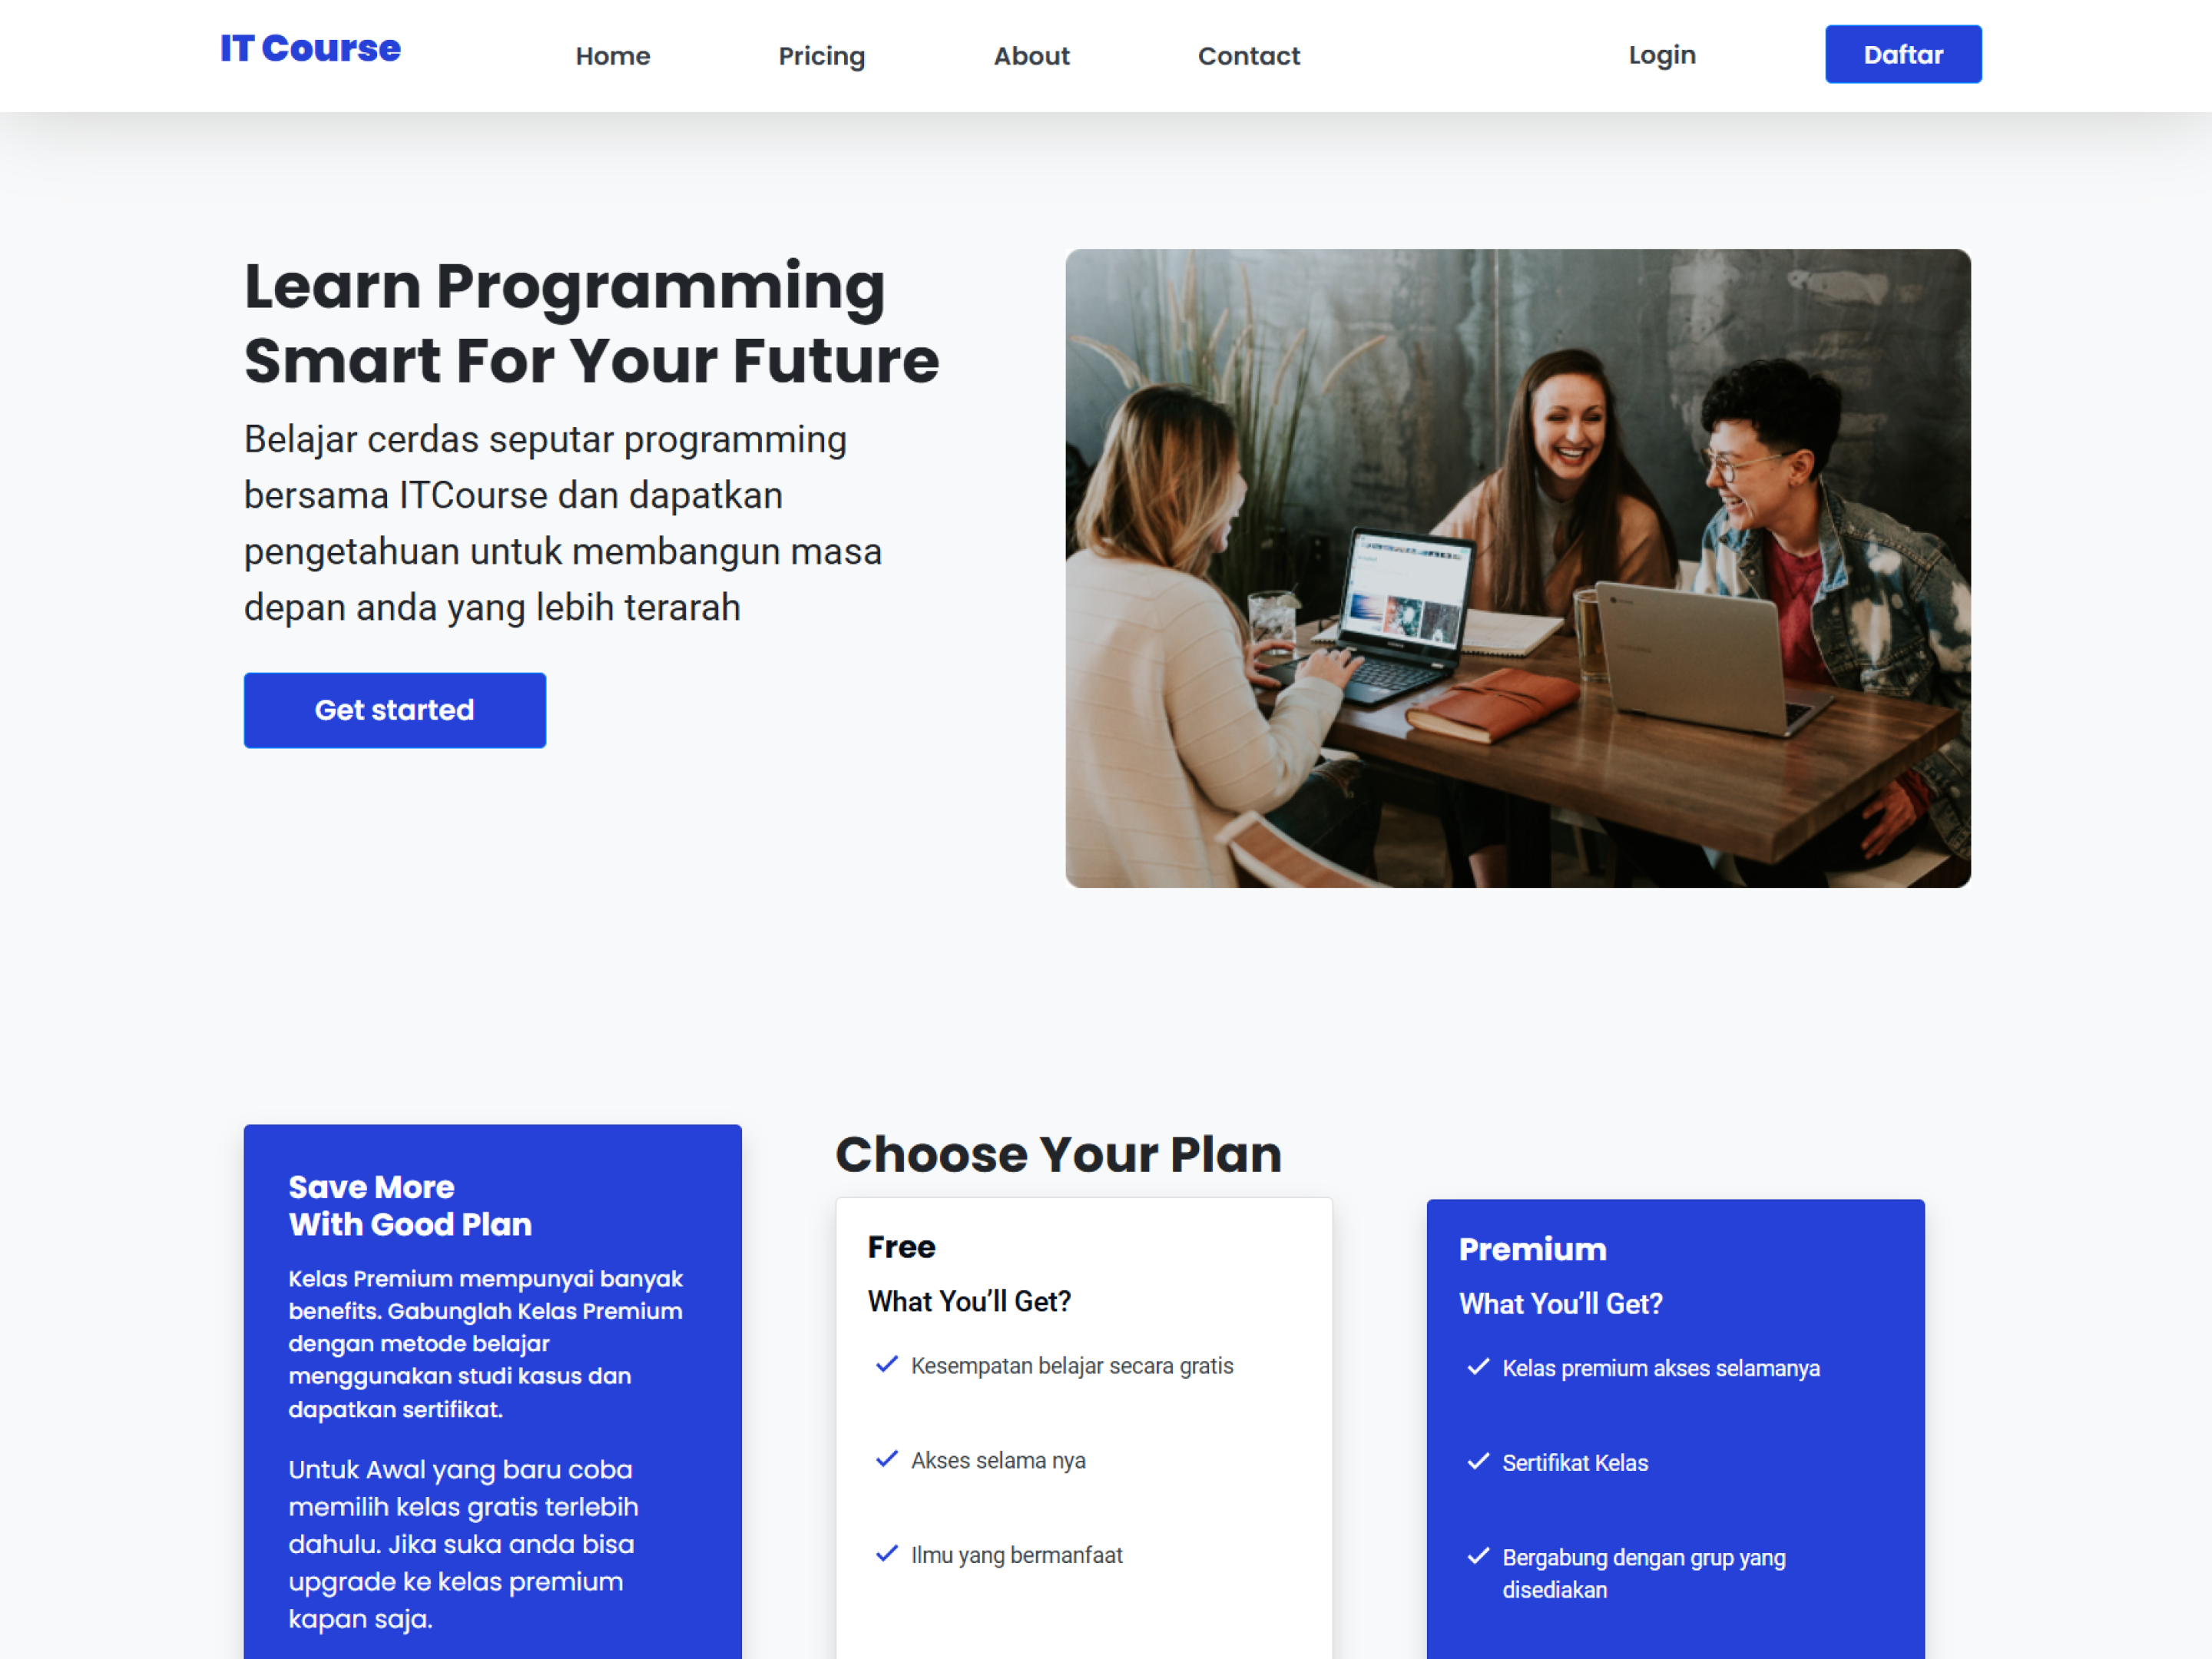 IT Course
Home
Pricing
About
Contact
Login
Daftar
Learn Programming
Smart For Your Future
Belajar cerdas seputar programming
bersama ITCourse dan dapatkan
pengetahuan untuk membangun masa
depan anda yang lebih terarah
Get started
Save More
With Good Plan
Kelas Premium mempunyai banyak
benefits. Gabunglah Kelas Premium
dengan metode belajar
menggunakan studi kasus dan
dapatkan sertifikat.
Untuk Awal yang baru coba
memilih kelas gratis terlebih
dahulu. Jika suka anda bisa
upgrade ke kelas premium
kapan saja.
Choose Your Plan
Free
What You’ll Get?
Kesempatan belajar secara gratis
Akses selama nya
Ilmu yang bermanfaat
Premium
What You’ll Get?
Kelas premium akses selamanya
Sertifikat Kelas
Bergabung dengan grup yang
disediakan